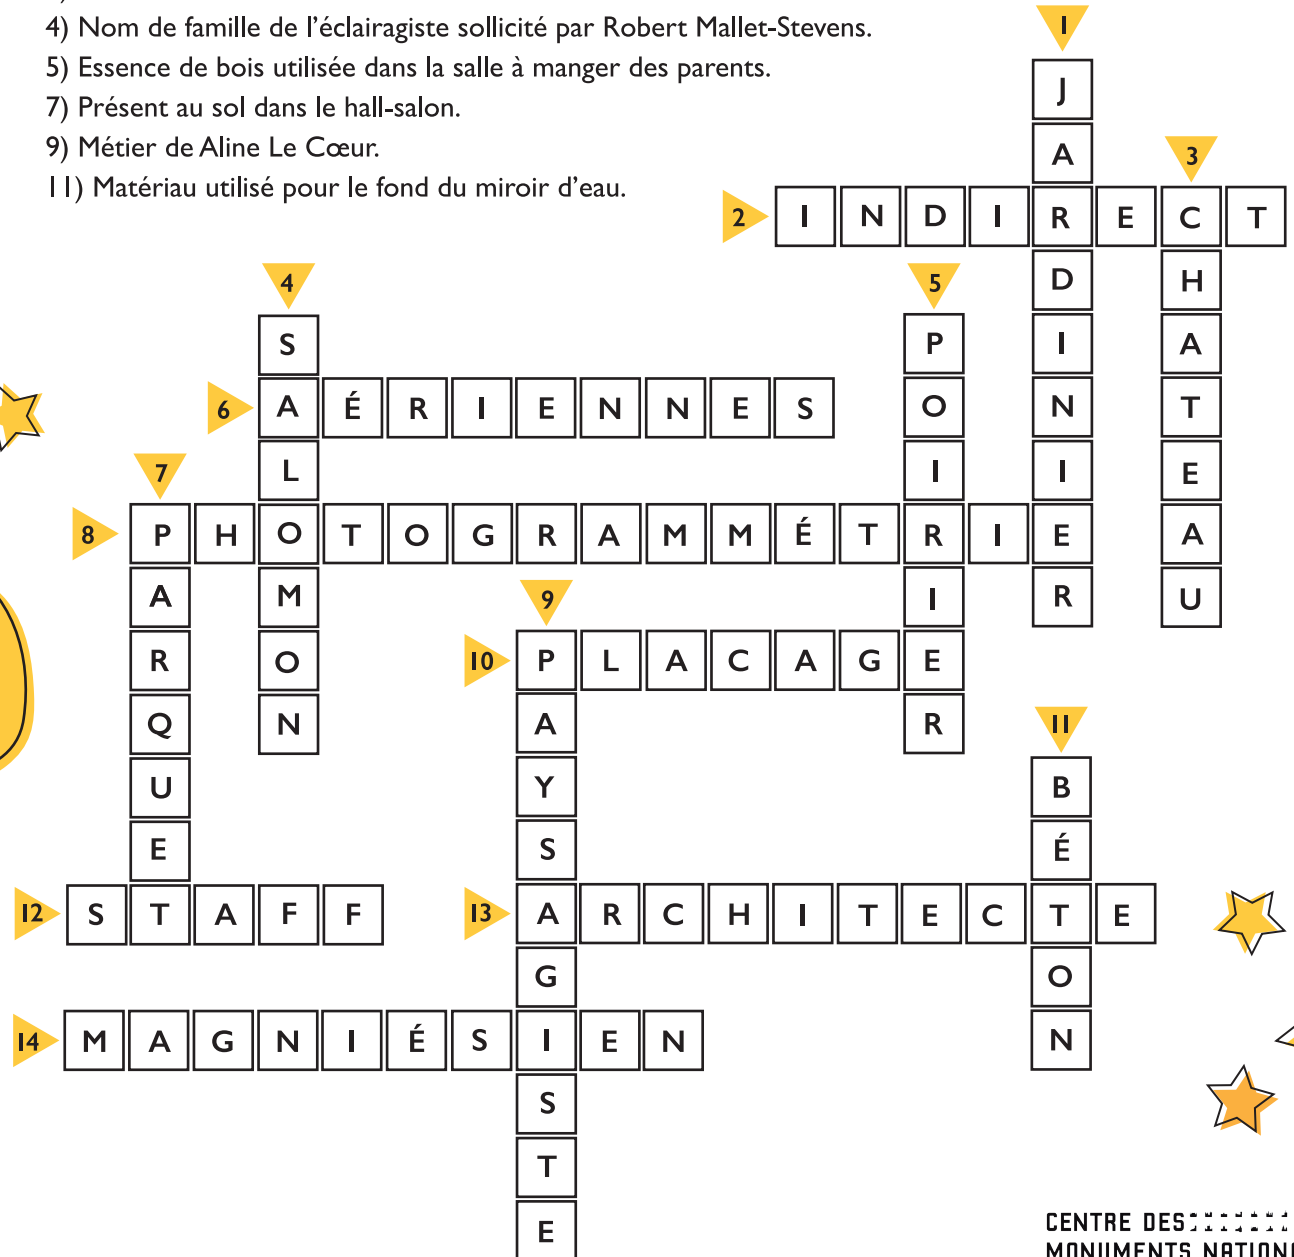 4) Nom de famille de l’éclairagiste sollicité par Robert Mallet-Stevens.
5) Essence de bois utilisée dans la salle à manger des parents.
7) Présent au sol dans le hall-salon.
9) Métier de Aline Le Cœur.
11) Matériau utilisé pour le fond du miroir d’eau.
1
J
A
3
2 I N D I R E C T
4 5 D H
S P I A
6 A É R I E N N E S O N T
7 L I I E
8 P H O T O G R A M M É T R I E A
A M 9 I R U
R O 10 P L A C A G E
Q N A R 11
U Y B
E S É
12 S T A F F 13 A R C H I T E C T E
G O
14 M A G N I É S I E N N
S
T
E
CENTRE DES
MONUMENTS